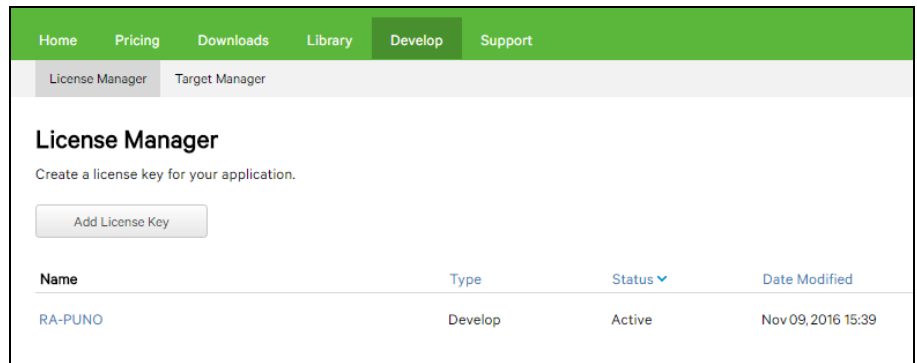 Home Pricing Downloads Library Develop Support
License Manager Target Manager
License Manager
Create a license key for your application.
Add License Key
Name Type Status Date Modified
RA-PUNO Develop Active Nov 09, 2016 15:39